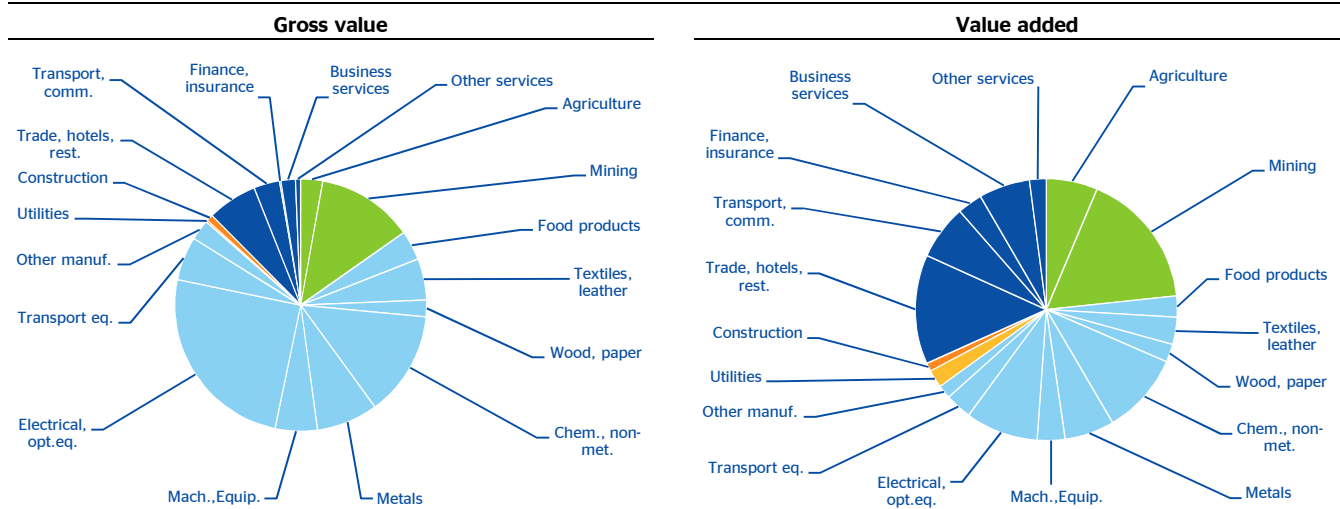 Gross value
Transport,
comm.
Finance,
insurance
Business
services
Other services
Agriculture
Trade, hotels,
rest.
Mining
Construction
Utilities
Food products
Other manuf.
Textiles,
leather
Transport eq.
Wood, paper
Electrical,
opt.eq.
Chem., non-
met.
Mach.,Equip.
Metals
Value added
Business
services
Other services
Agriculture
Finance,
insurance
Mining
Transport,
comm.
Trade, hotels,
rest.
Food products
Construction
Textiles,
leather
Utilities
Wood, paper
Other manuf.
Chem., non-
met.
Transport eq.
Electrical,
opt.eq.
Mach.,Equip.
Metals